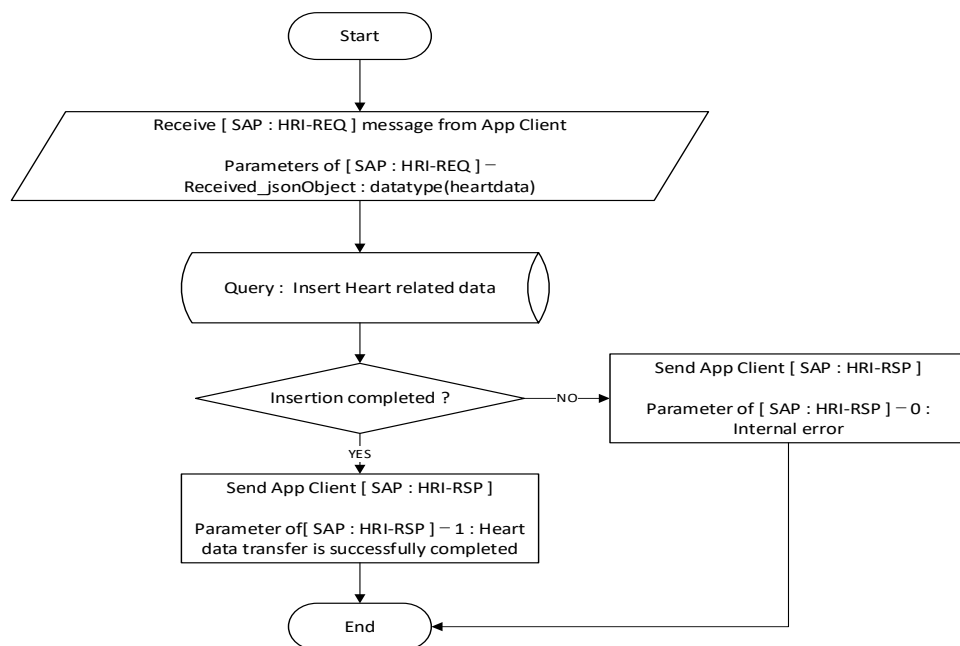 Start
Receive [ SAP : HRI-REQ ] message from App Client
Parameters of [ SAP : HRI-REQ ] –
Received_jsonObject : datatype(heartdata)
Query : Insert Heart related data
Insertion completed ?
NO
Send App Client [ SAP : HRI-RSP ]
Parameter of [ SAP : HRI-RSP ] – 0 :
Internal error
YES
Send App Client [ SAP : HRI-RSP ]
Parameter of[ SAP : HRI-RSP ] – 1 : Heart
data transfer is successfully completed
End